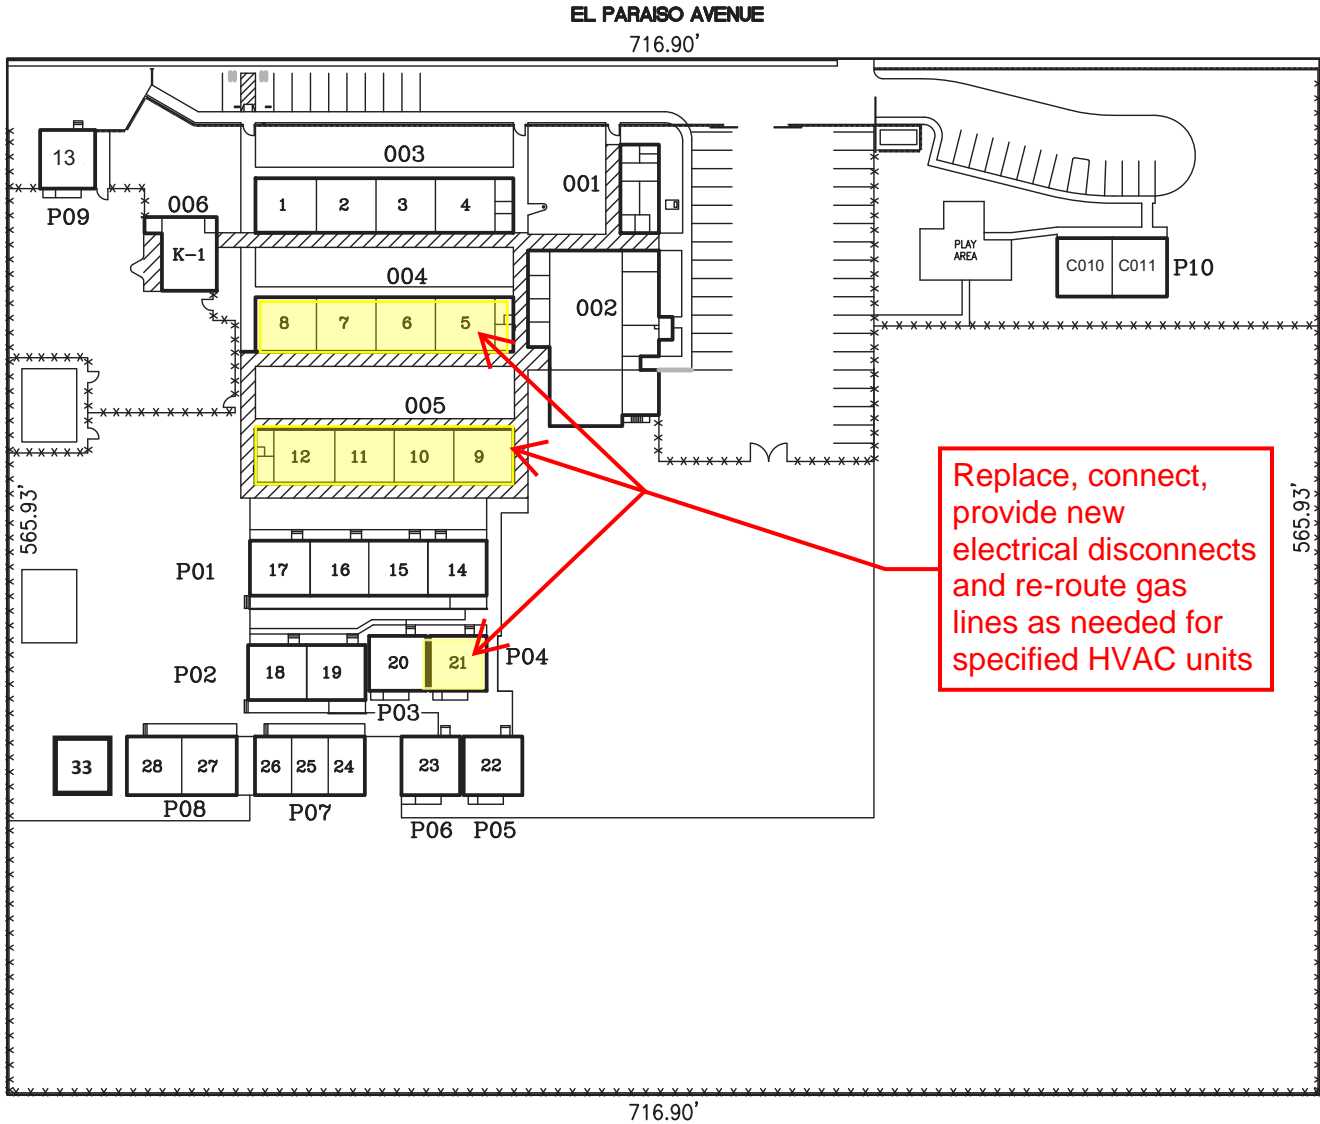 EL PARAISO AVENUE
716.90'
003
13
001
1
2
3
4
P09
006
K-1
PLAY
AREA
C010
C011
P10
004
002
8
7
6
5
005
12
11
10
9
565.93'
565.93'
Replace, connect,
provide new
electrical disconnects
and re-route gas
lines as needed for
specified HVAC units
P01
17
16
15
14
P02
18
19
20
21
P04
P03
33
28
27
26
25
24
23
22
P08
P07
P06
P05
716.90'